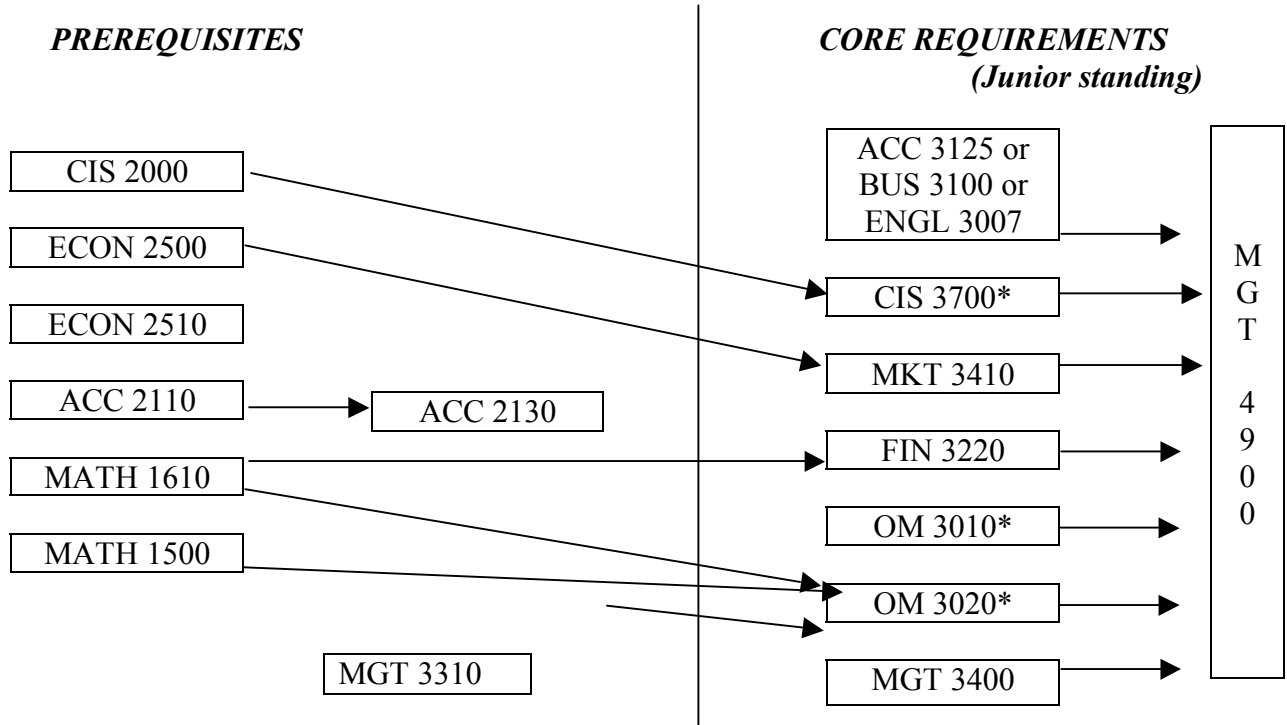 PREREQUISITES
CORE REQUIREMENTS
(Junior standing)
CIS 2000
ECON 2500
ECON 2510
ACC 2110
ACC 2130
MATH 1610
MATH 1500
MGT 3310
ACC 3125 or
BUS 3100 or
ENGL 3007
CIS 3700*
MKT 3410
FIN 3220
OM 3010*
OM 3020*
MGT 3400
M
G
T
4
9
0
0